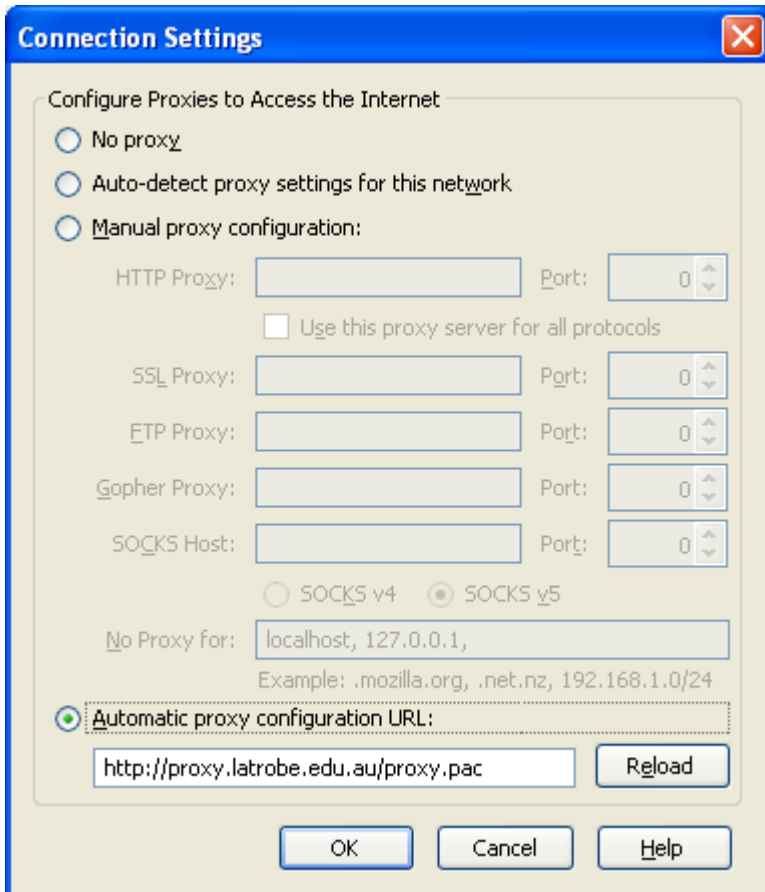 Connection Settings
Configure Proxies to Access the Internet
No proxy
Auto-detect proxy settings for this network
Manual proxy configuration:
HTTP Proxy: Port: 0
Use this proxy server for all protocols
SSL Proxy: Port: 0
FTP Proxy: Port: 0
Gopher Proxy: Port: 0
SOCKS Host: Port: 0
SOCKS v4 SOCKS v5
No Proxy for: localhost, 127.0.0.1,
Example: .mozilla.org, .net.nz, 192.168.1.0/24
Automatic proxy configuration URL:
http://proxy.latrobe.edu.au/proxy.pac Reload
OK Cancel Help